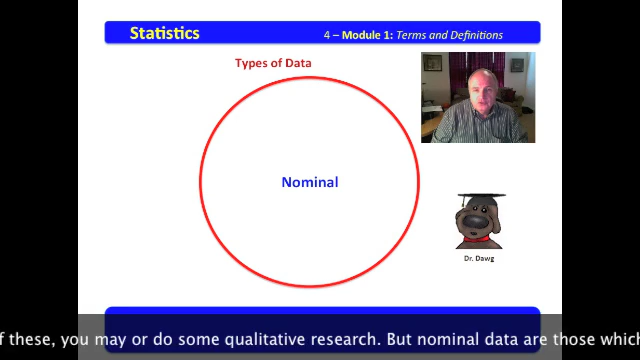 Statistics
4 – Module 1: Terms and Definitions
Types of Data
Nominal
Dr. Dawg
f these, you may or do some qualitative research. But nominal data are those which